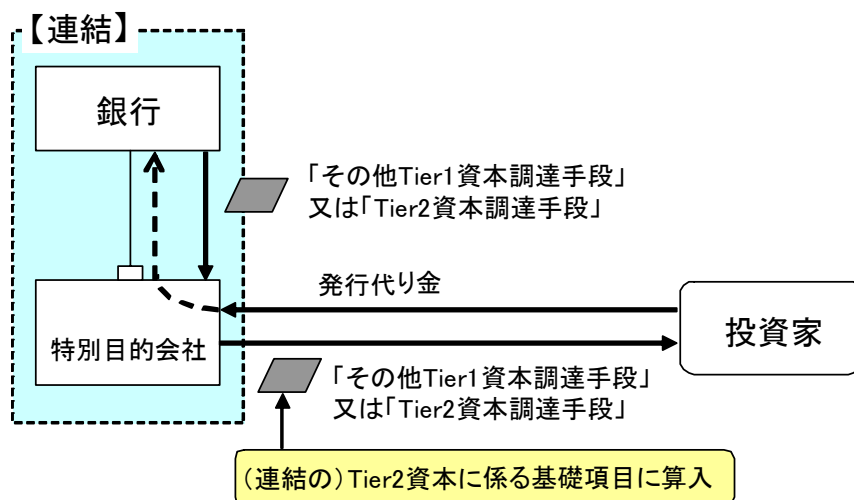 【連結】
銀行
「その他Tier1資本調達手段」
又は「Tier2資本調達手段」
発行代り金
特別目的会社
投資家
「その他Tier1資本調達手段」
又は「Tier2資本調達手段」
(連結の)Tier2資本に係る基礎項目に算入